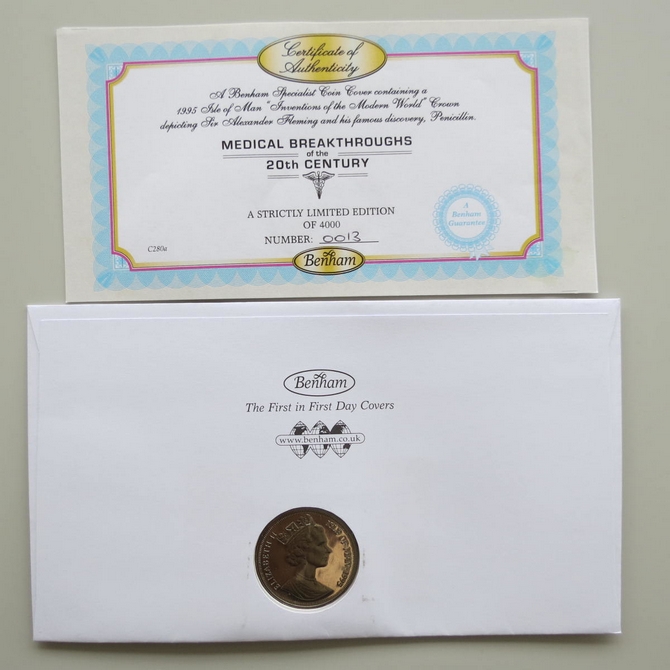 Certificate of
Authenticity
A Benham Specialist Coin Cover containing a
1995 Isle of Man "Inventions of the Modern World" Crown
depicting Sir Alexander Fleming and his famous discovery, Penicillin.
MEDICAL BREAKTHROUGHS
of the
20th CENTURY
A STRICTLY LIMITED EDITION
OF 4000
NUMBER: 0013
C280a
A
Benham
Guarantee
Benham
Benham
The First in First Day Covers
www.benham.co.uk
ELIZABETH II